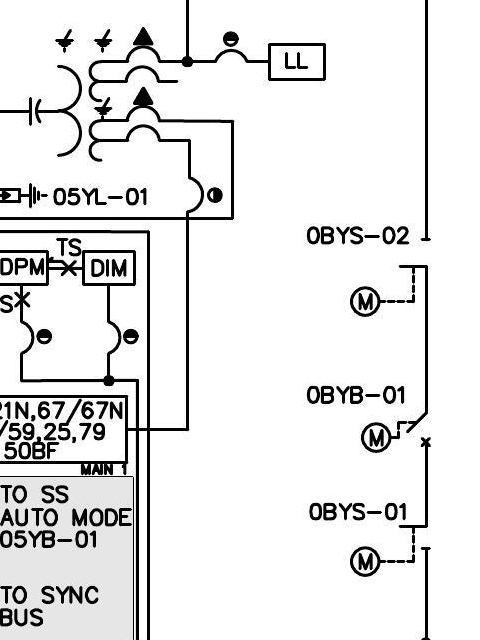 LL
05YL-01
0BYS-02
TS
DPM
DIM
S
M
0BYB-01
21N,67/67N
/59,25,79
50BF
M
MAIN 1
TO SS
AUTO MODE
05YB-01
0BYS-01
M
TO SYNC
BUS